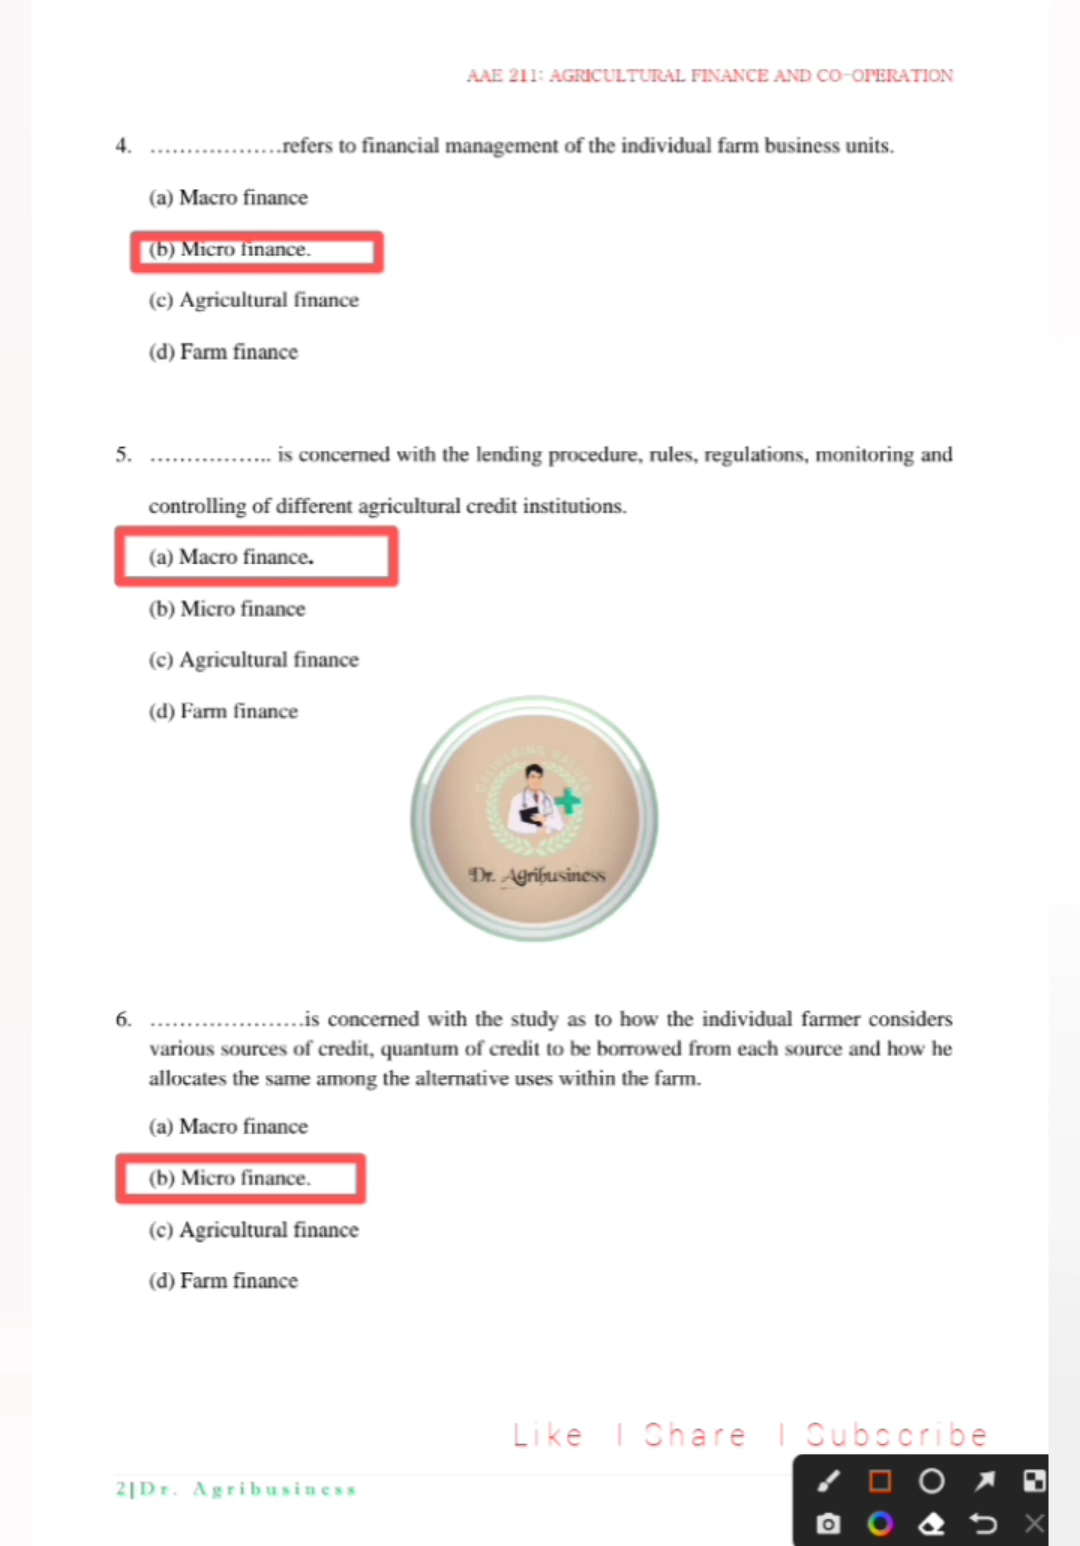 AAE 211: AGRICULTURAL FINANCE AND CO-OPERATION
4. ..................refers to financial management of the individual farm business units.
(a) Macro finance
(b) Micro finance.
(c) Agricultural finance
(d) Farm finance
5. ................. is concerned with the lending procedure, rules, regulations, monitoring and
controlling of different agricultural credit institutions.
(a) Macro finance.
(b) Micro finance
(c) Agricultural finance
(d) Farm finance
Dr. Agribusiness
6. .....................is concerned with the study as to how the individual farmer considers
various sources of credit, quantum of credit to be borrowed from each source and how he
allocates the same among the alternative uses within the farm.
(a) Macro finance
(b) Micro finance.
(c) Agricultural finance
(d) Farm finance
Like | Share | Subscribe
2|Dr. Agribusiness